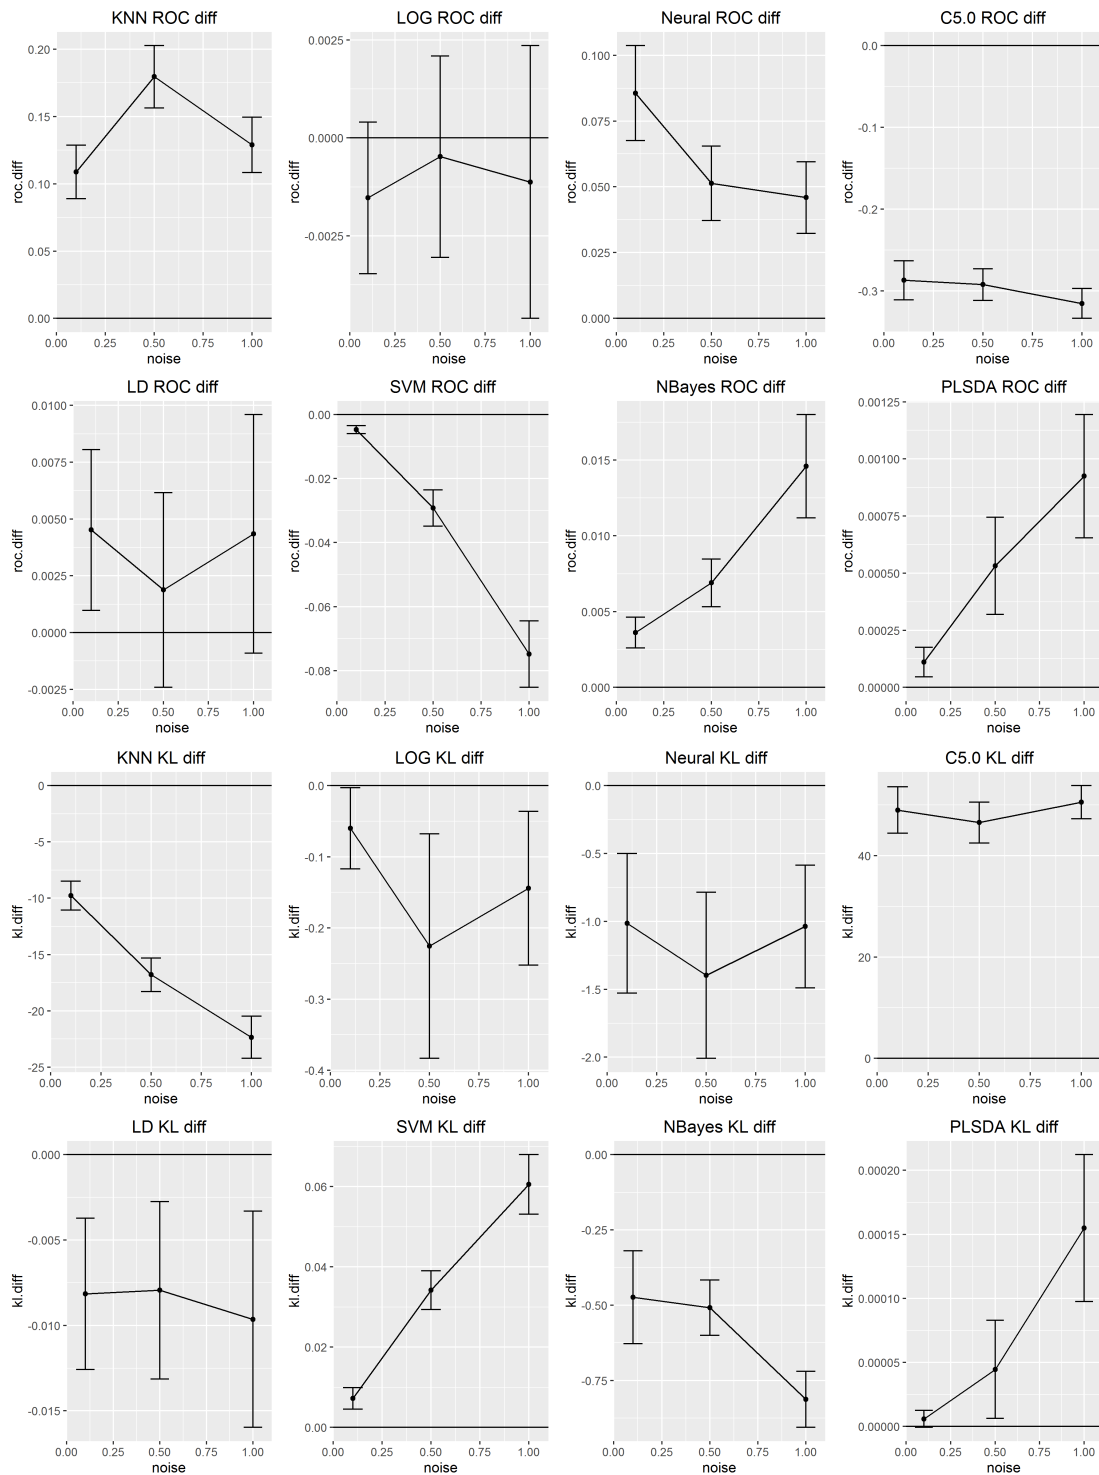 KNN ROC diff
roc.diff
0.20
0.15
0.10
0.05
0.00
0.00 0.25 0.50 0.75 1.00
noise
LOG ROC diff
roc.diff
0.0025
0.0000
-0.0025
0.00 0.25 0.50 0.75 1.00
noise
Neural ROC diff
roc.diff
0.100
0.075
0.050
0.025
0.000
0.00 0.25 0.50 0.75 1.00
noise
C5.0 ROC diff
roc.diff
0.0
-0.1
-0.2
-0.3
0.00 0.25 0.50 0.75 1.00
noise
LD ROC diff
roc.diff
0.0100
0.0075
0.0050
0.0025
0.0000
-0.0025
0.00 0.25 0.50 0.75 1.00
noise
SVM ROC diff
roc.diff
0.00
-0.02
-0.04
-0.06
-0.08
0.00 0.25 0.50 0.75 1.00
noise
NBayes ROC diff
roc.diff
0.015
0.010
0.005
0.000
0.00 0.25 0.50 0.75 1.00
noise
PLSDA ROC diff
roc.diff
0.00125
0.00100
0.00075
0.00050
0.00025
0.00000
0.00 0.25 0.50 0.75 1.00
noise
KNN KL diff
kl.diff
0
-5
-10
-15
-20
-25
0.00 0.25 0.50 0.75 1.00
noise
LOG KL diff
kl.diff
0.0
-0.1
-0.2
-0.3
-0.4
0.00 0.25 0.50 0.75 1.00
noise
Neural KL diff
kl.diff
0.0
-0.5
-1.0
-1.5
-2.0
0.00 0.25 0.50 0.75 1.00
noise
C5.0 KL diff
kl.diff
40
20
0
0.00 0.25 0.50 0.75 1.00
noise
LD KL diff
kl.diff
0.000
-0.005
-0.010
-0.015
0.00 0.25 0.50 0.75 1.00
noise
SVM KL diff
kl.diff
0.06
0.04
0.02
0.00
0.00 0.25 0.50 0.75 1.00
noise
NBayes KL diff
kl.diff
0.00
-0.25
-0.50
-0.75
0.00 0.25 0.50 0.75 1.00
noise
PLSDA KL diff
kl.diff
0.00020
0.00015
0.00010
0.00005
0.00000
0.00 0.25 0.50 0.75 1.00
noise